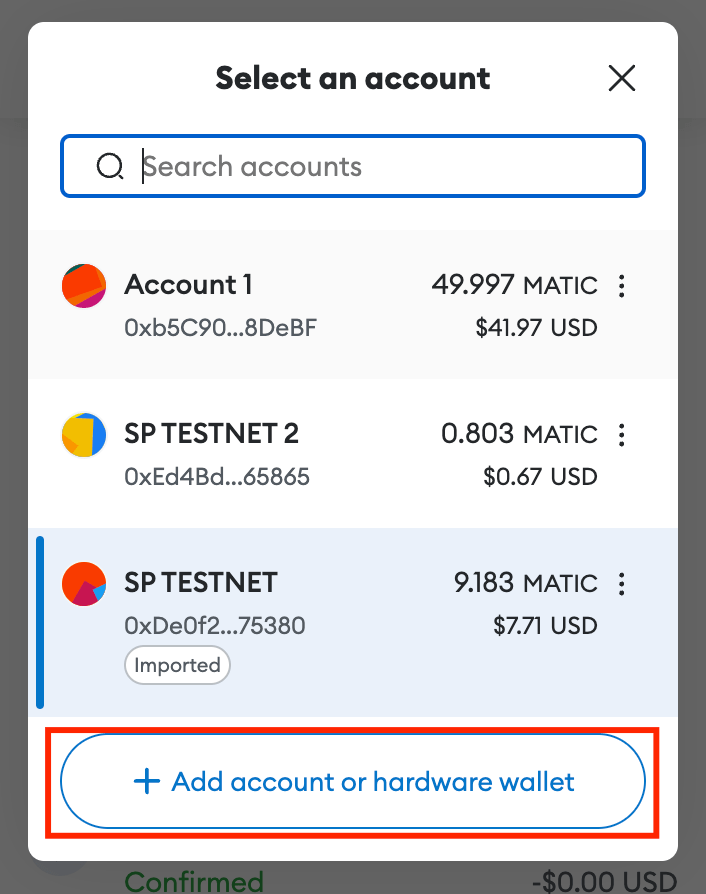 Select an account
Search accounts
Account 1 49.997 MATIC
0xb5C90...8DeBF $41.97 USD
SP TESTNET 2 0.803 MATIC
0xEd4Bd...65865 $0.67 USD
SP TESTNET 9.183 MATIC
0xDe0f2...75380 $7.71 USD
Imported
+ Add account or hardware wallet
Confirmed -$0.00 USD